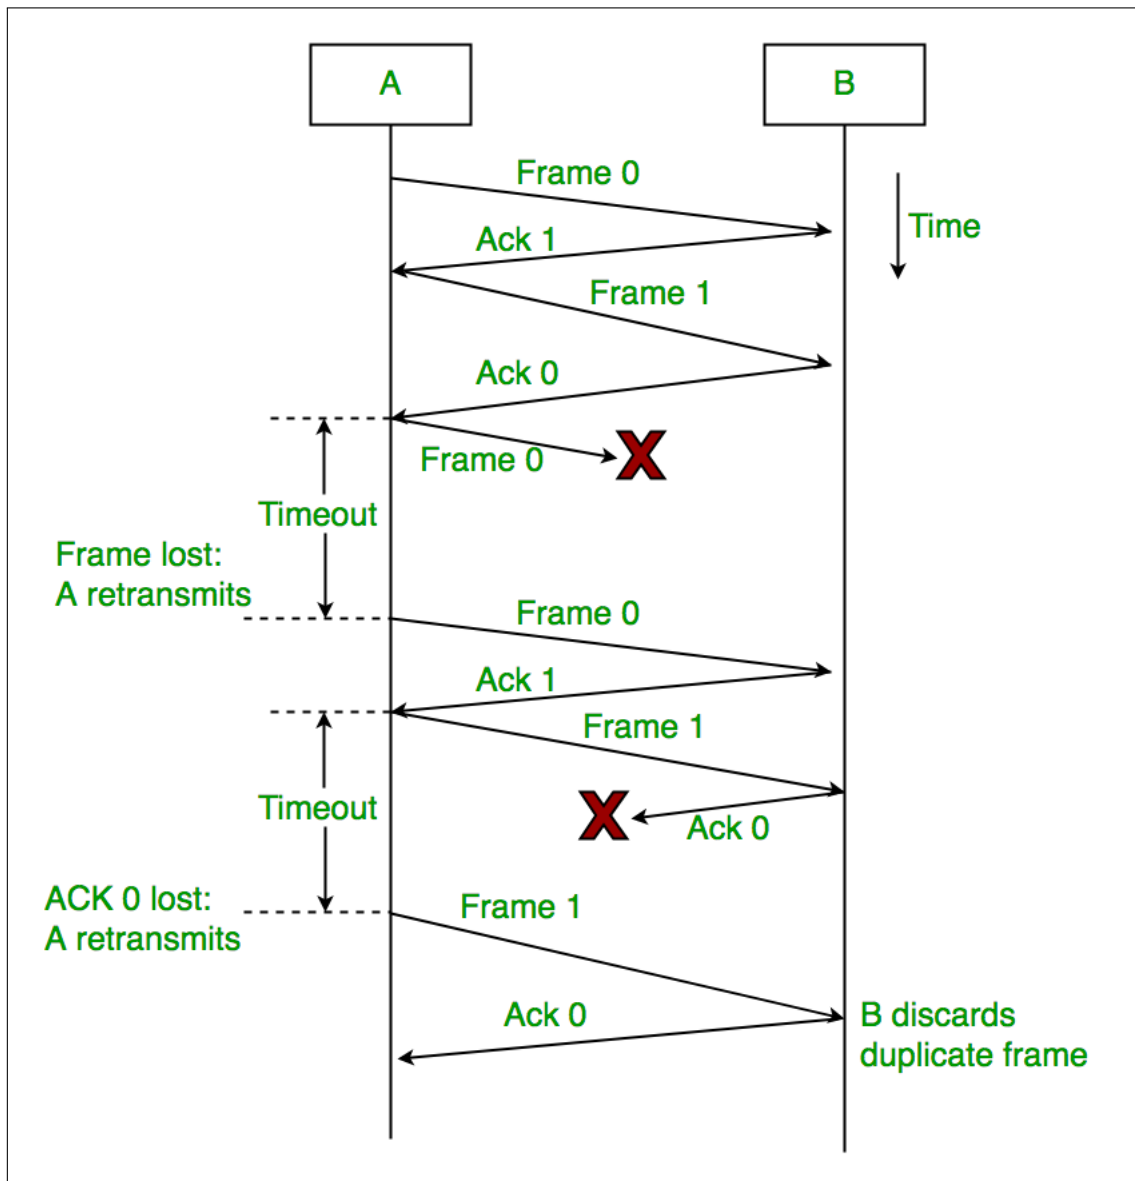 A
B
Frame 0
Time
Ack 1
Frame 1
Ack 0
Frame 0
Timeout
Frame lost:
A retransmits
Frame 0
Ack 1
Frame 1
Timeout
Ack 0
ACK 0 lost:
A retransmits
Frame 1
Ack 0
B discards
duplicate frame